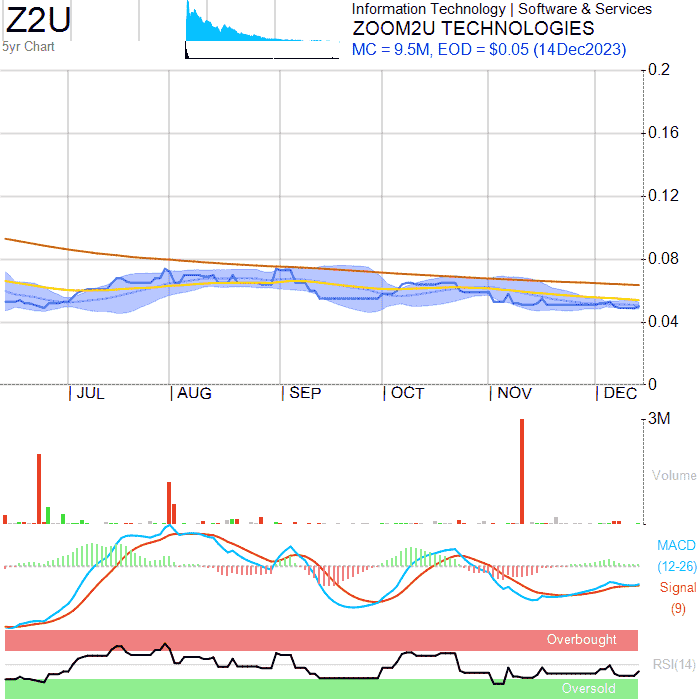 Z2U
5yr Chart
Information Technology | Software & Services
ZOOM2U TECHNOLOGIES
MC = 9.5M, EOD = $0.05 (14Dec2023)
0.2
0.16
0.12
0.08
0.04
0
JUL AUG SEP OCT NOV DEC
3M
Volume
MACD
(12-26)
Signal
(9)
Overbought
RSI(14)
Oversold